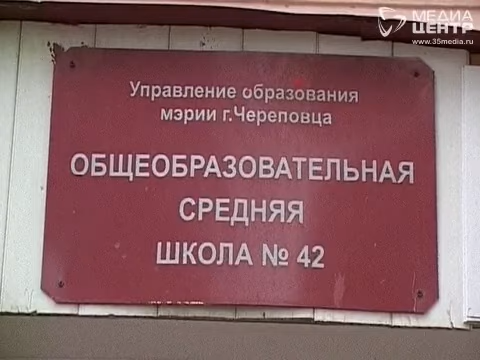 МЕДИА
ЦЕНТР
www.35media.ru
Управление образования
мэрии г.Череповца
ОБЩЕОБРАЗОВАТЕЛЬНАЯ
СРЕДНЯЯ
ШКОЛА № 42